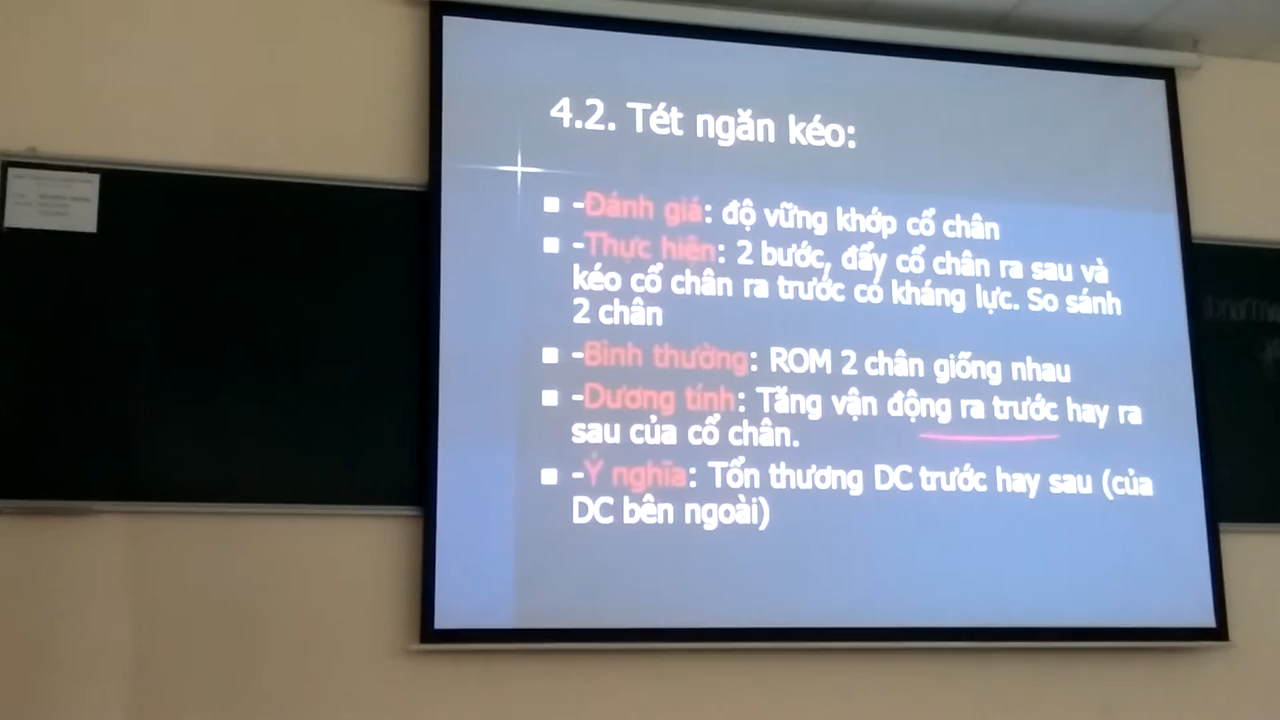 4.2. Tét ngăn kéo:
-Đánh giá: độ vững khớp cổ chân
-Thực hiện: 2 bước, đẩy cổ chân ra sau và
kéo cổ chân ra trước có kháng lực. So sánh
2 chân
-Bình thường: ROM 2 chân giống nhau
-Dương tính: Tăng vận động ra trước hay ra
sau của cổ chân.
-Ý nghĩa: Tổn thương DC trước hay sau (của
DC bên ngoài)